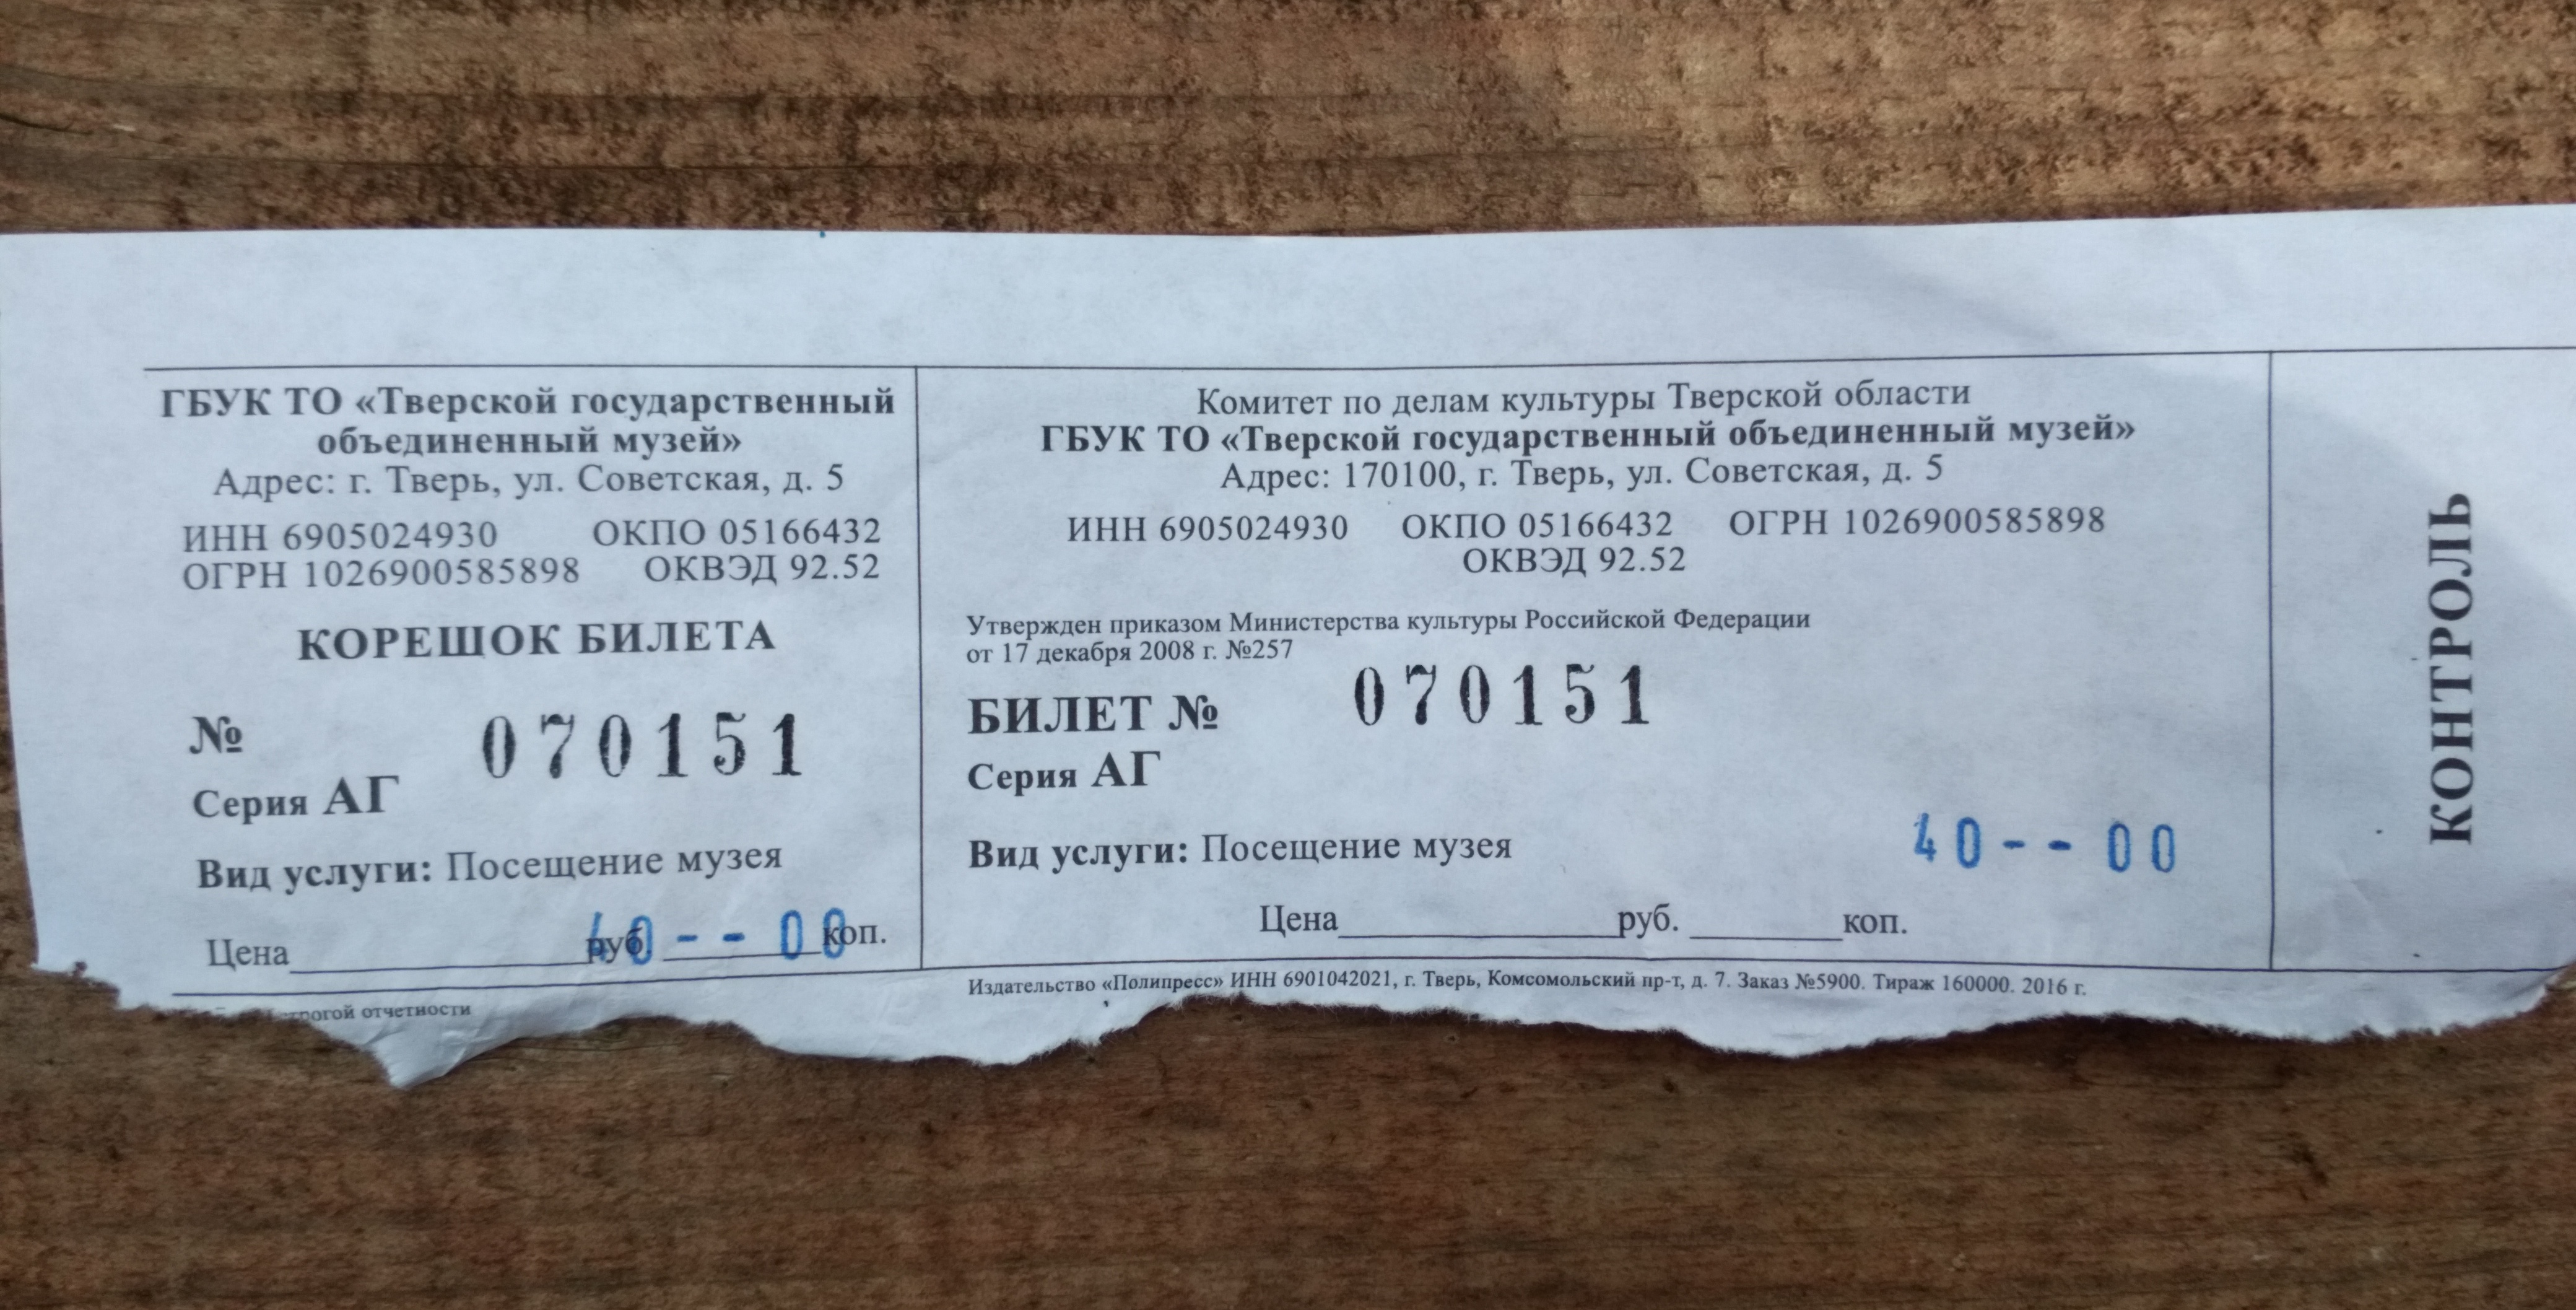 ГБУК ТО «Тверской государственный
объединенный музей»
Адрес: г. Тверь, ул. Советская, д. 5
ИНН 6905024930 ОКПО 05166432
ОГРН 1026900585898 ОКВЭД 92.52
КОРЕШОК БИЛЕТА
№ 070151
Серия АГ
Вид услуги: Посещение музея
40-- 00
Цена руб. коп.
строгой отчетности
Комитет по делам культуры Тверской области
ГБУК ТО «Тверской государственный объединенный музей»
Адрес: 170100, г. Тверь, ул. Советская, д. 5
ИНН 6905024930 ОКПО 05166432 ОГРН 1026900585898
ОКВЭД 92.52
Утвержден приказом Министерства культуры Российской Федерации
от 17 декабря 2008 г. №257
БИЛЕТ № 070151
Серия АГ
Вид услуги: Посещение музея
40-- 00
Цена руб. коп.
Издательство «Полипресс» ИНН 6901042021, г. Тверь, Комсомольский пр-т, д. 7. Заказ №5900. Тираж 160000. 2016 г.
КОНТРОЛЬ